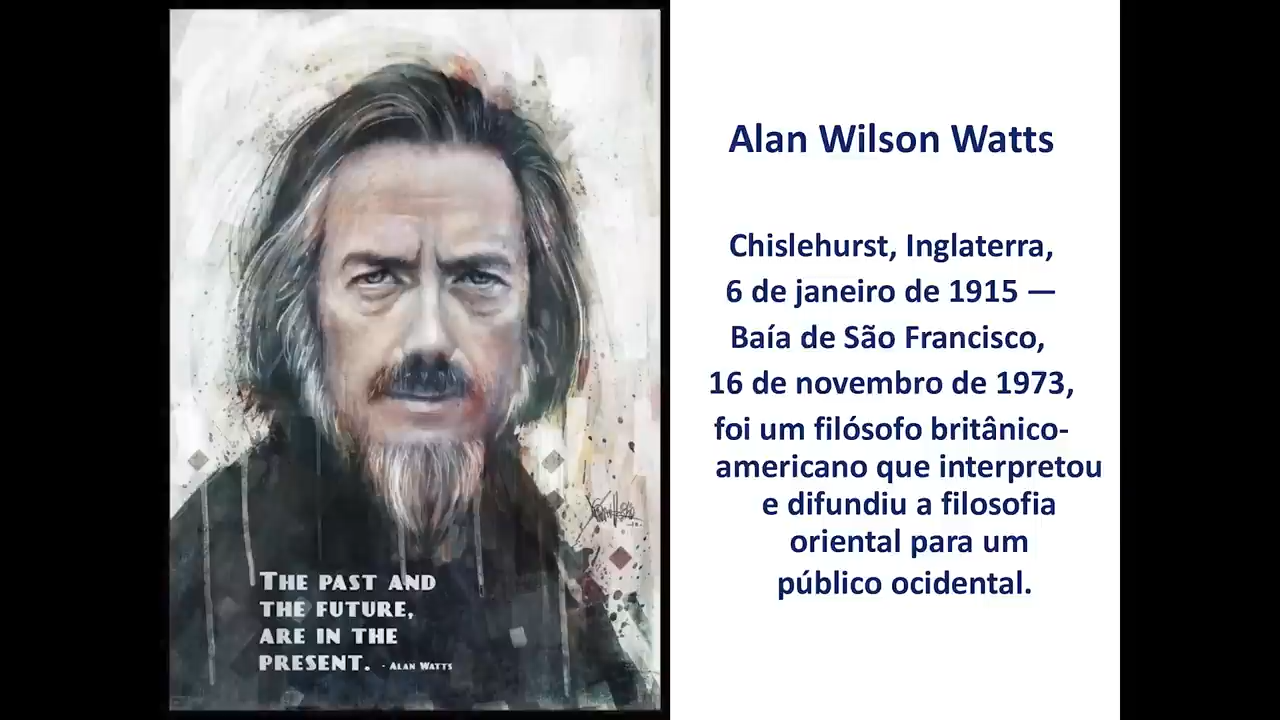 THE PAST AND
THE FUTURE,
ARE IN THE
PRESENT. - ALAN WATTS
Alan Wilson Watts
Chislehurst, Inglaterra,
6 de janeiro de 1915 —
Baía de São Francisco,
16 de novembro de 1973,
foi um filósofo britânico-
americano que interpretou
e difundiu a filosofia
oriental para um
público ocidental.